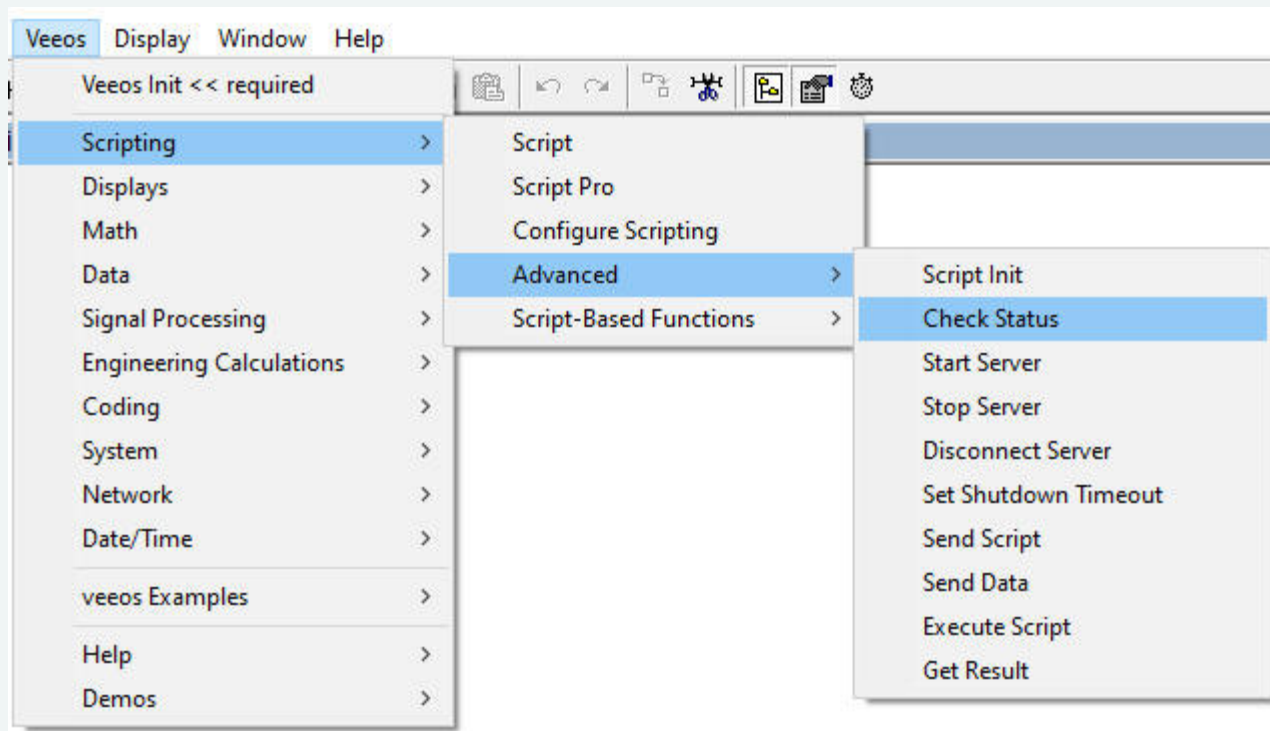 Veeos Display Window Help
Veeos Init << required
Scripting
Displays
Math
Data
Signal Processing
Engineering Calculations
Coding
System
Network
Date/Time
veeos Examples
Help
Demos
Script
Script Pro
Configure Scripting
Advanced
Script-Based Functions
Script Init
Check Status
Start Server
Stop Server
Disconnect Server
Set Shutdown Timeout
Send Script
Send Data
Execute Script
Get Result